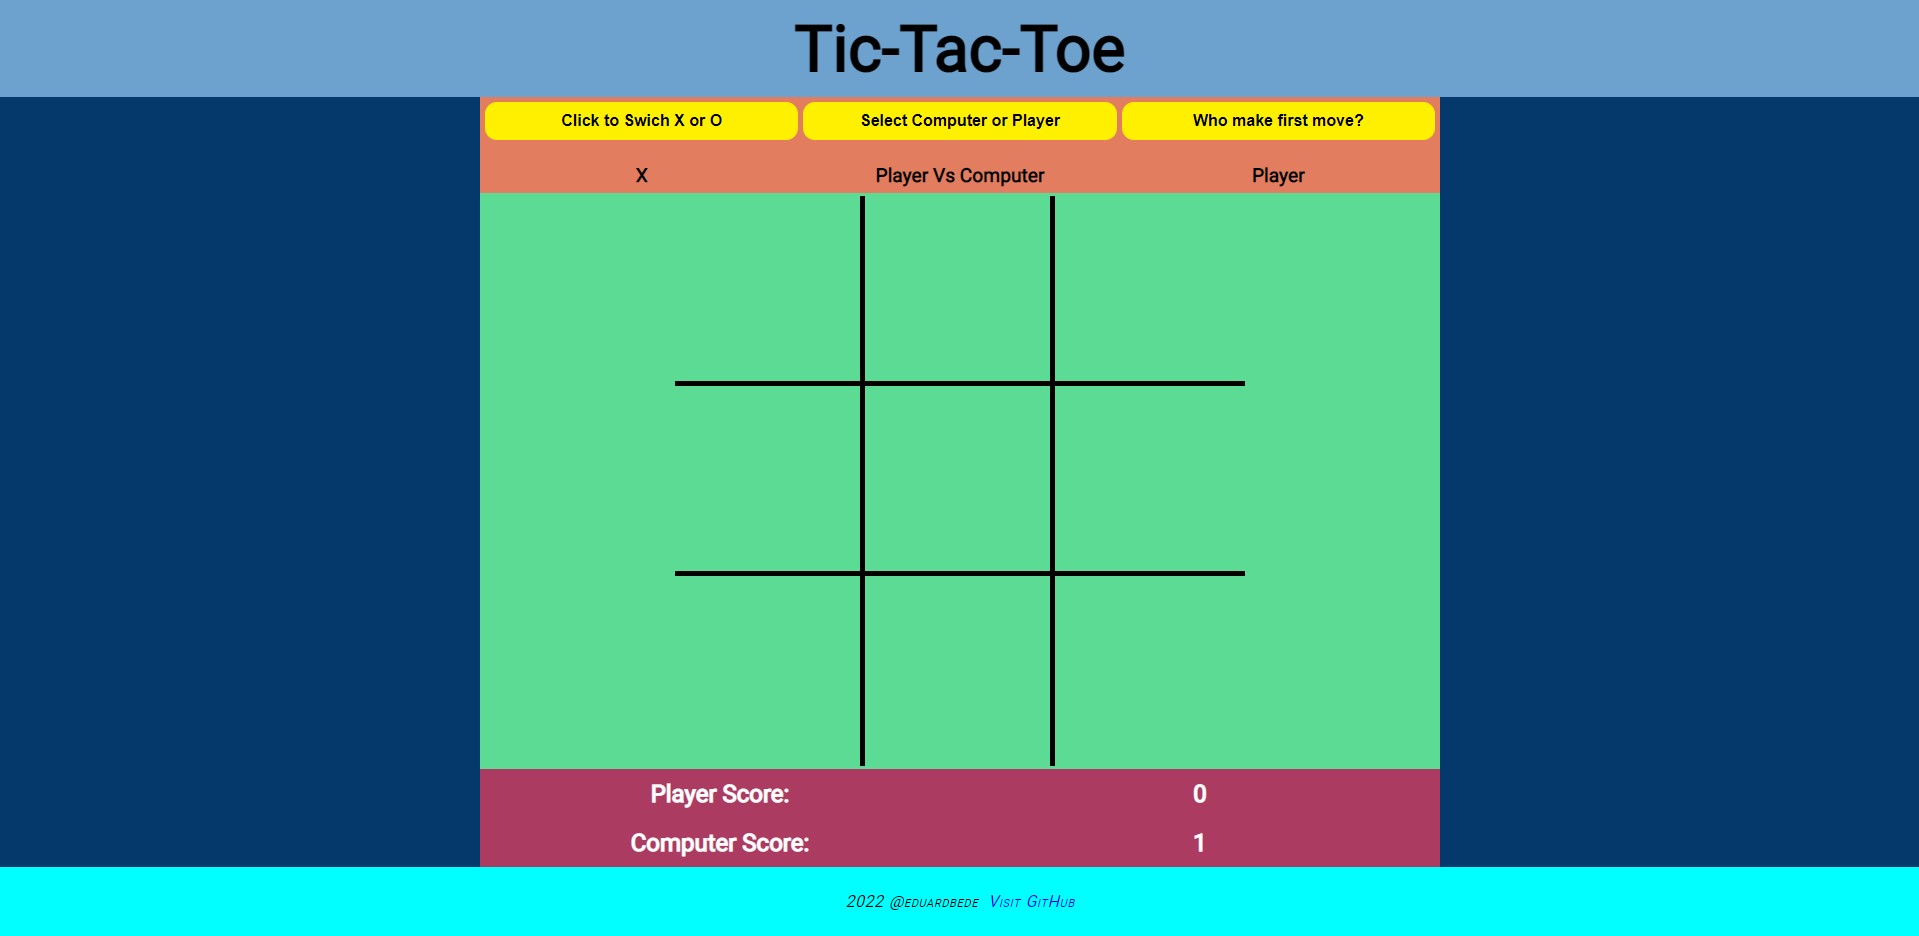 Tic-Tac-Toe
Click to Swich X or O
Select Computer or Player
Who make first move?
X
Player Vs Computer
Player
Player Score: 0
Computer Score: 1
2022 @eduardbede Visit GitHub